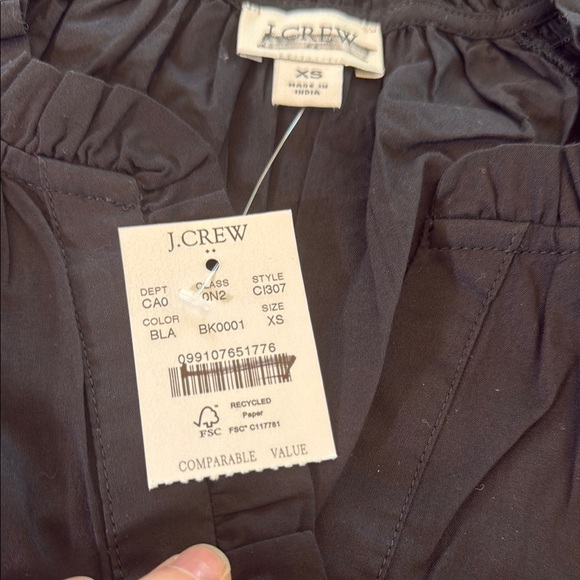 J.CREW
XS
MADE IN
INDIA
J.CREW
DEPT CLASS STYLE
CA0 0N2 CI307
COLOR SIZE
BLA BK0001 XS
099107651776
RECYCLED
Paper
FSC FSC® C117781
COMPARABLE VALUE